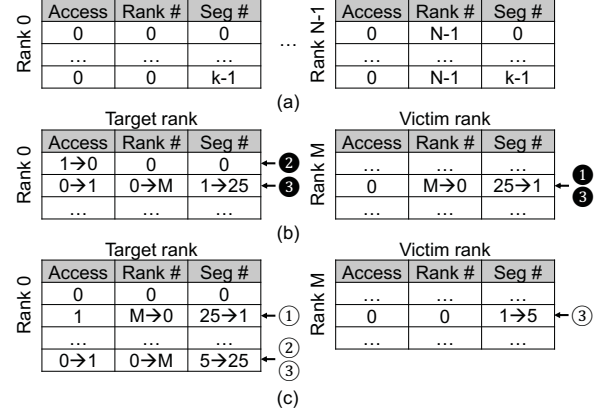 Rank 0
Access Rank # Seg #
0 0 0
... ... ...
0 0 k-1
...
Rank N-1
Access Rank # Seg #
0 N-1 0
... ... ...
0 N-1 k-1
(a)
Target rank
Rank 0
Access Rank # Seg #
1→0 0 0 ❷
0→1 0→M 1→25 ❸
... ... ...
Victim rank
Rank M
Access Rank # Seg #
... ... ...
0 M→0 25→1 ❶ ❸
... ... ...
(b)
Target rank
Rank 0
Access Rank # Seg #
0 0 0
1 M→0 25→1 ①
... ... ...
0→1 0→M 5→25 ② ③
Victim rank
Rank M
Access Rank # Seg #
... ... ...
0 0 1→5 ③
... ... ...
(c)